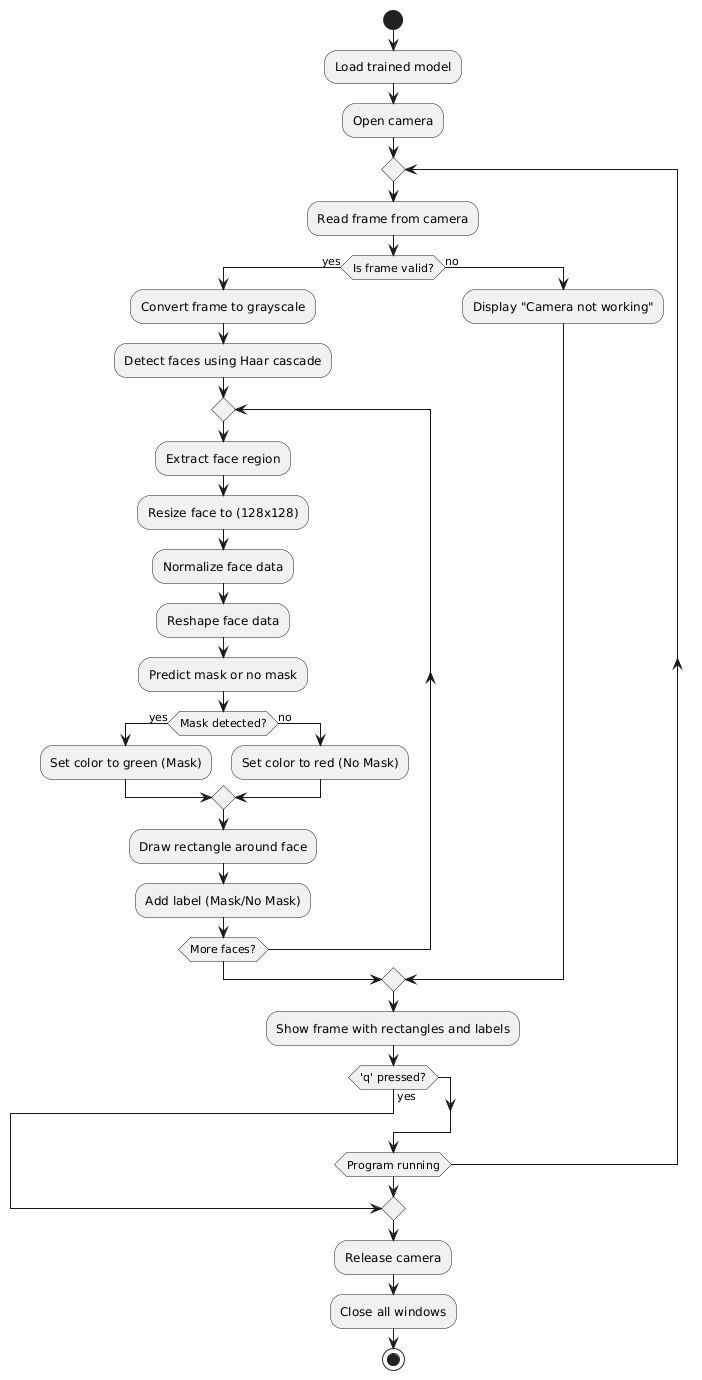 Load trained model
Open camera
Read frame from camera
yes
Is frame valid?
no
Convert frame to grayscale
Display "Camera not working"
Detect faces using Haar cascade
Extract face region
Resize face to (128x128)
Normalize face data
Reshape face data
Predict mask or no mask
yes
Mask detected?
no
Set color to green (Mask)
Set color to red (No Mask)
Draw rectangle around face
Add label (Mask/No Mask)
More faces?
Show frame with rectangles and labels
'q' pressed?
yes
Program running
Release camera
Close all windows